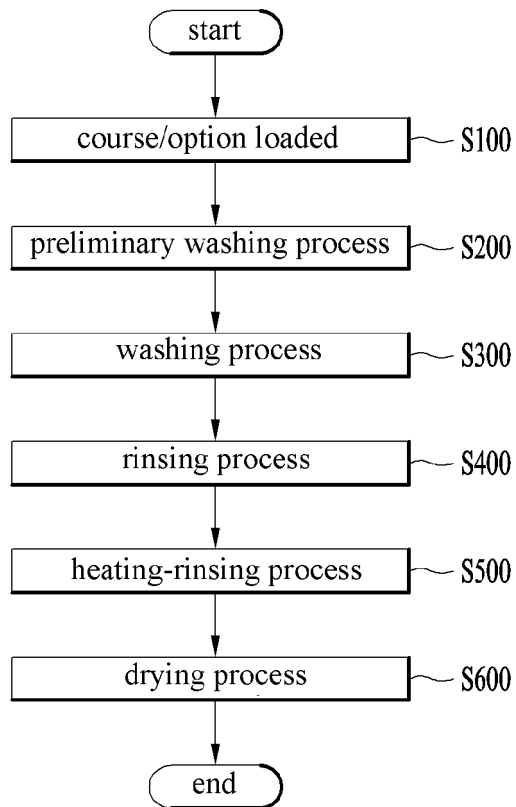 start
course/option loaded S100
preliminary washing process S200
washing process S300
rinsing process S400
heating-rinsing process S500
drying process S600
end